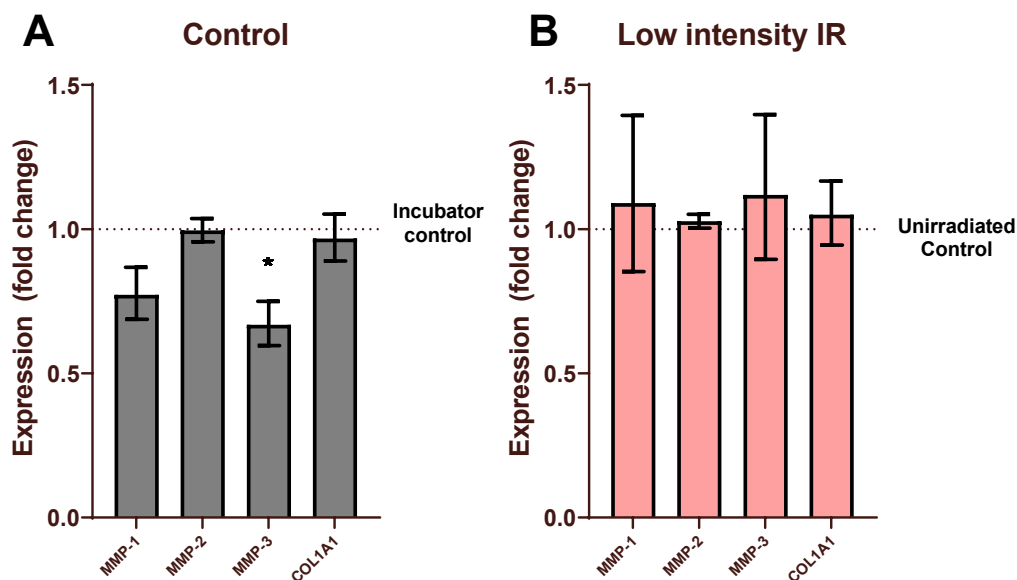 A
Control
Expression (fold change)
1.5
1.0
0.5
0.0
*
Incubator
control
MMP-1
MMP-2
MMP-3
COL1A1
B
Low intensity IR
Expression (fold change)
1.5
1.0
0.5
0.0
Unirradiated
Control
MMP-1
MMP-2
MMP-3
COL1A1